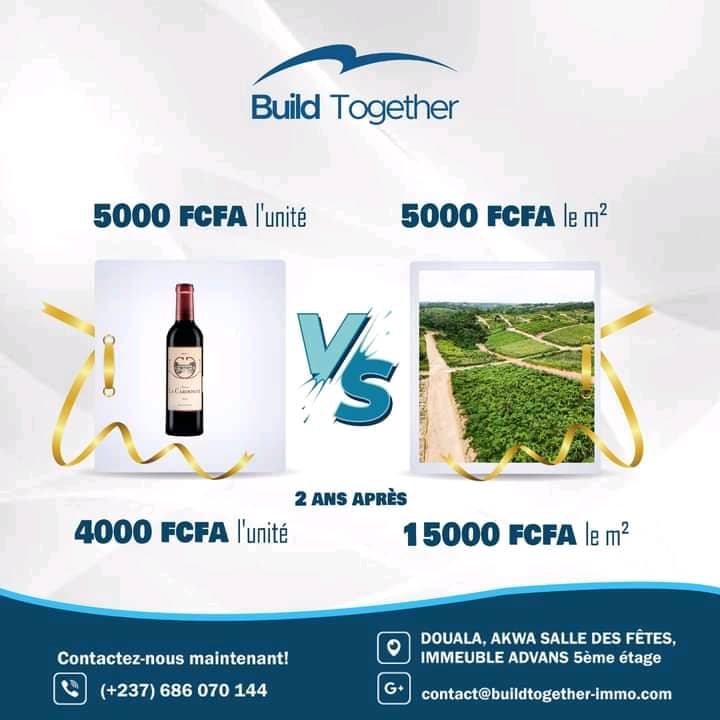 Build Together
5000 FCFA l'unité
5000 FCFA le m²
VS
2 ANS APRÈS
4000 FCFA l'unité
15000 FCFA le m²
Contactez-nous maintenant!
(+237) 686 070 144
DOUALA, AKWA SALLE DES FÊTES,
IMMEUBLE ADVANS 5ème étage
G+
contact@buildtogether-immo.com